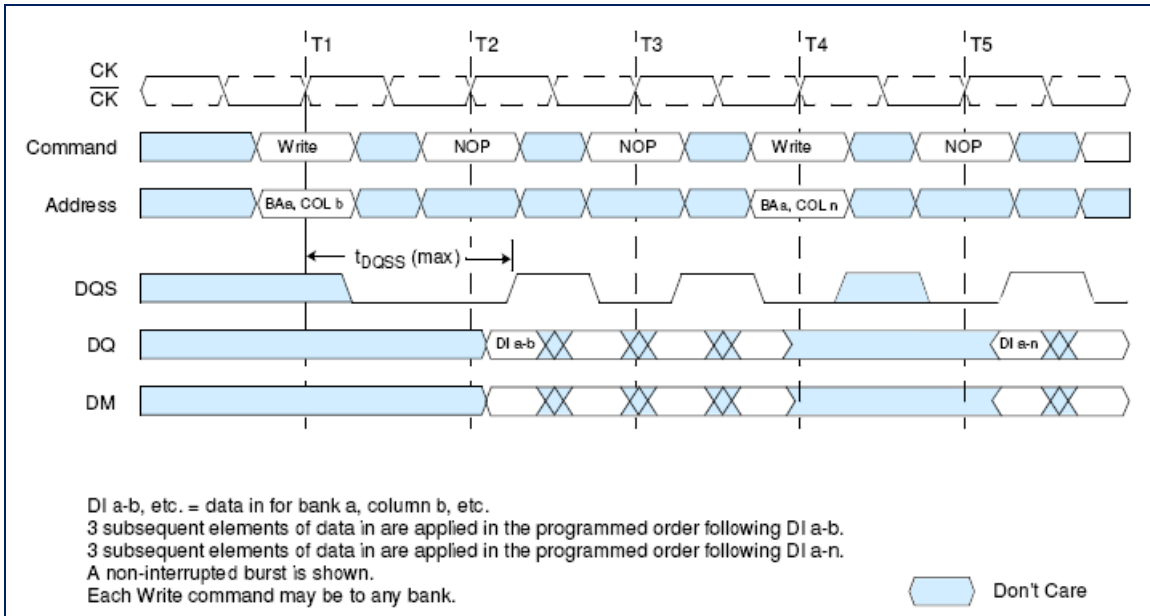 T1 T2 T3 T4 T5
CK
CK
Command Write NOP NOP Write NOP
Address BAa, COL b BAa, COL n
tDQSS (max)
DQS
DQ DI a-b DI a-n
DM
DI a-b, etc. = data in for bank a, column b, etc.
3 subsequent elements of data in are applied in the programmed order following DI a-b.
3 subsequent elements of data in are applied in the programmed order following DI a-n.
A non-interrupted burst is shown.
Each Write command may be to any bank.
Don't Care